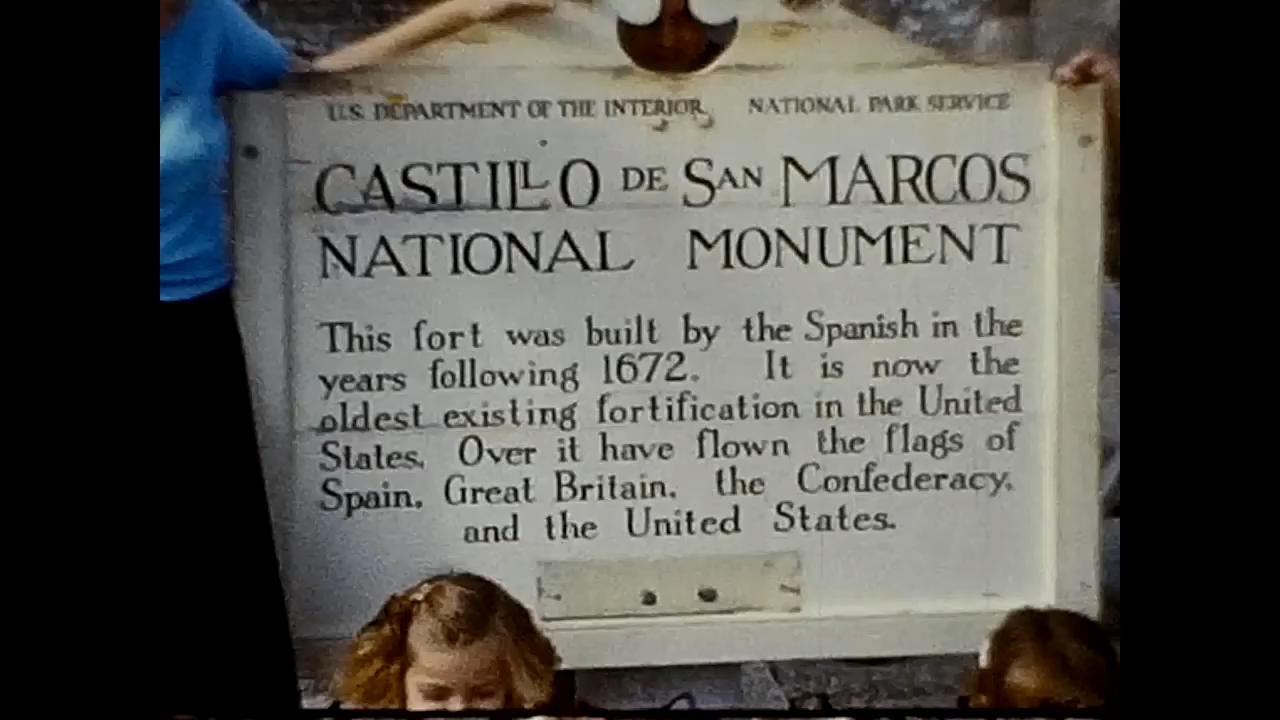 U.S. DEPARTMENT OF THE INTERIOR NATIONAL PARK SERVICE
CASTILLO DE SAN MARCOS
NATIONAL MONUMENT
This fort was built by the Spanish in the
years following 1672. It is now the
oldest existing fortification in the United
States. Over it have flown the flags of
Spain, Great Britain, the Confederacy,
and the United States.